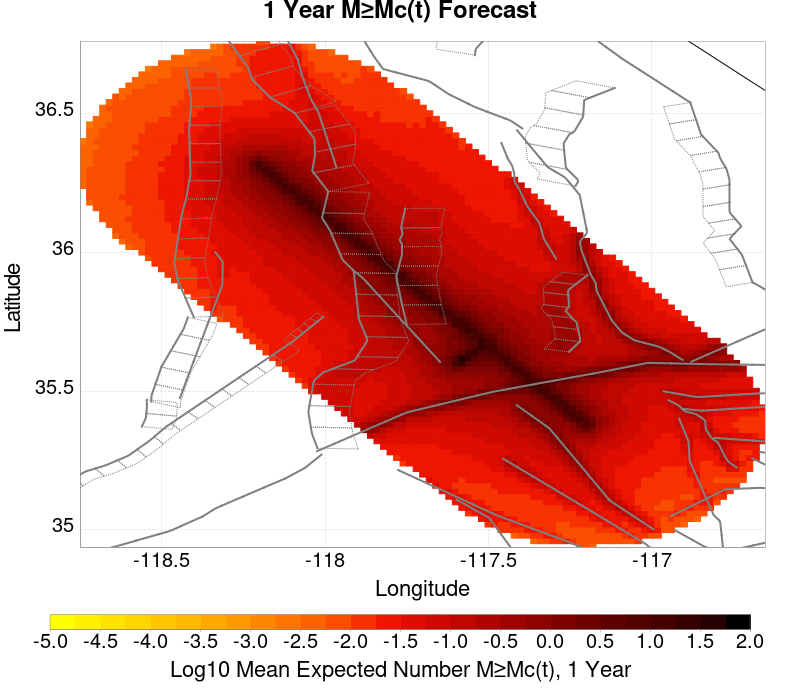 1 Year M≥Mc(t) Forecast
36.5
36
35.5
35
Latitude
-118.5 -118 -117.5 -117
Longitude
-5.0 -4.5 -4.0 -3.5 -3.0 -2.5 -2.0 -1.5 -1.0 -0.5 0.0 0.5 1.0 1.5 2.0
Log10 Mean Expected Number M≥Mc(t), 1 Year